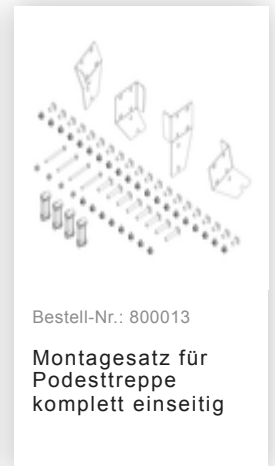 Bestell-Nr.: 800013
Montagesatz für
Podesttreppe
komplett einseitig